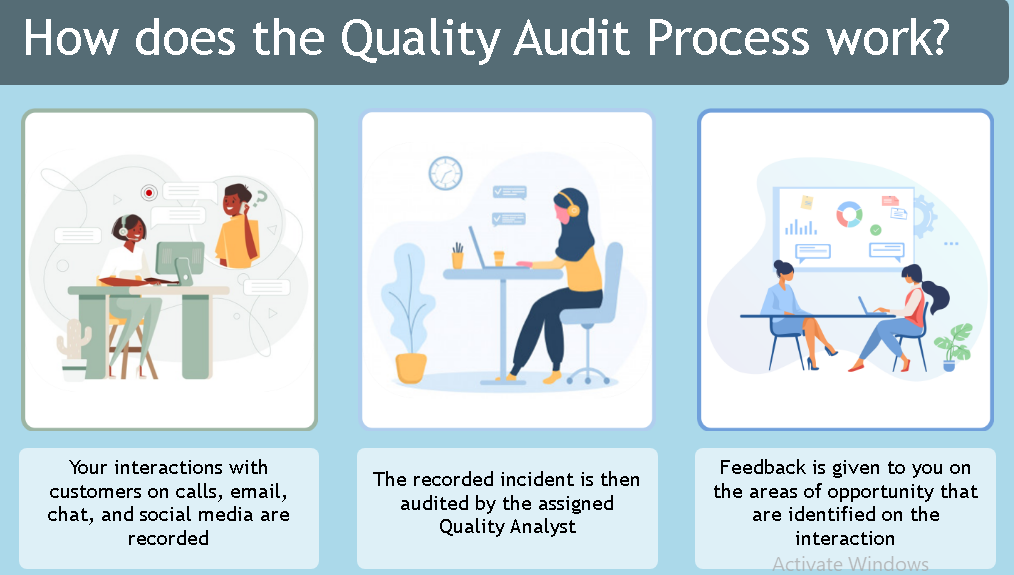 How does the Quality Audit Process work?
Your interactions with
customers on calls, email,
chat, and social media are
recorded
The recorded incident is then
audited by the assigned
Quality Analyst
Feedback is given to you on
the areas of opportunity that
are identified on the
interaction
Activate Windows